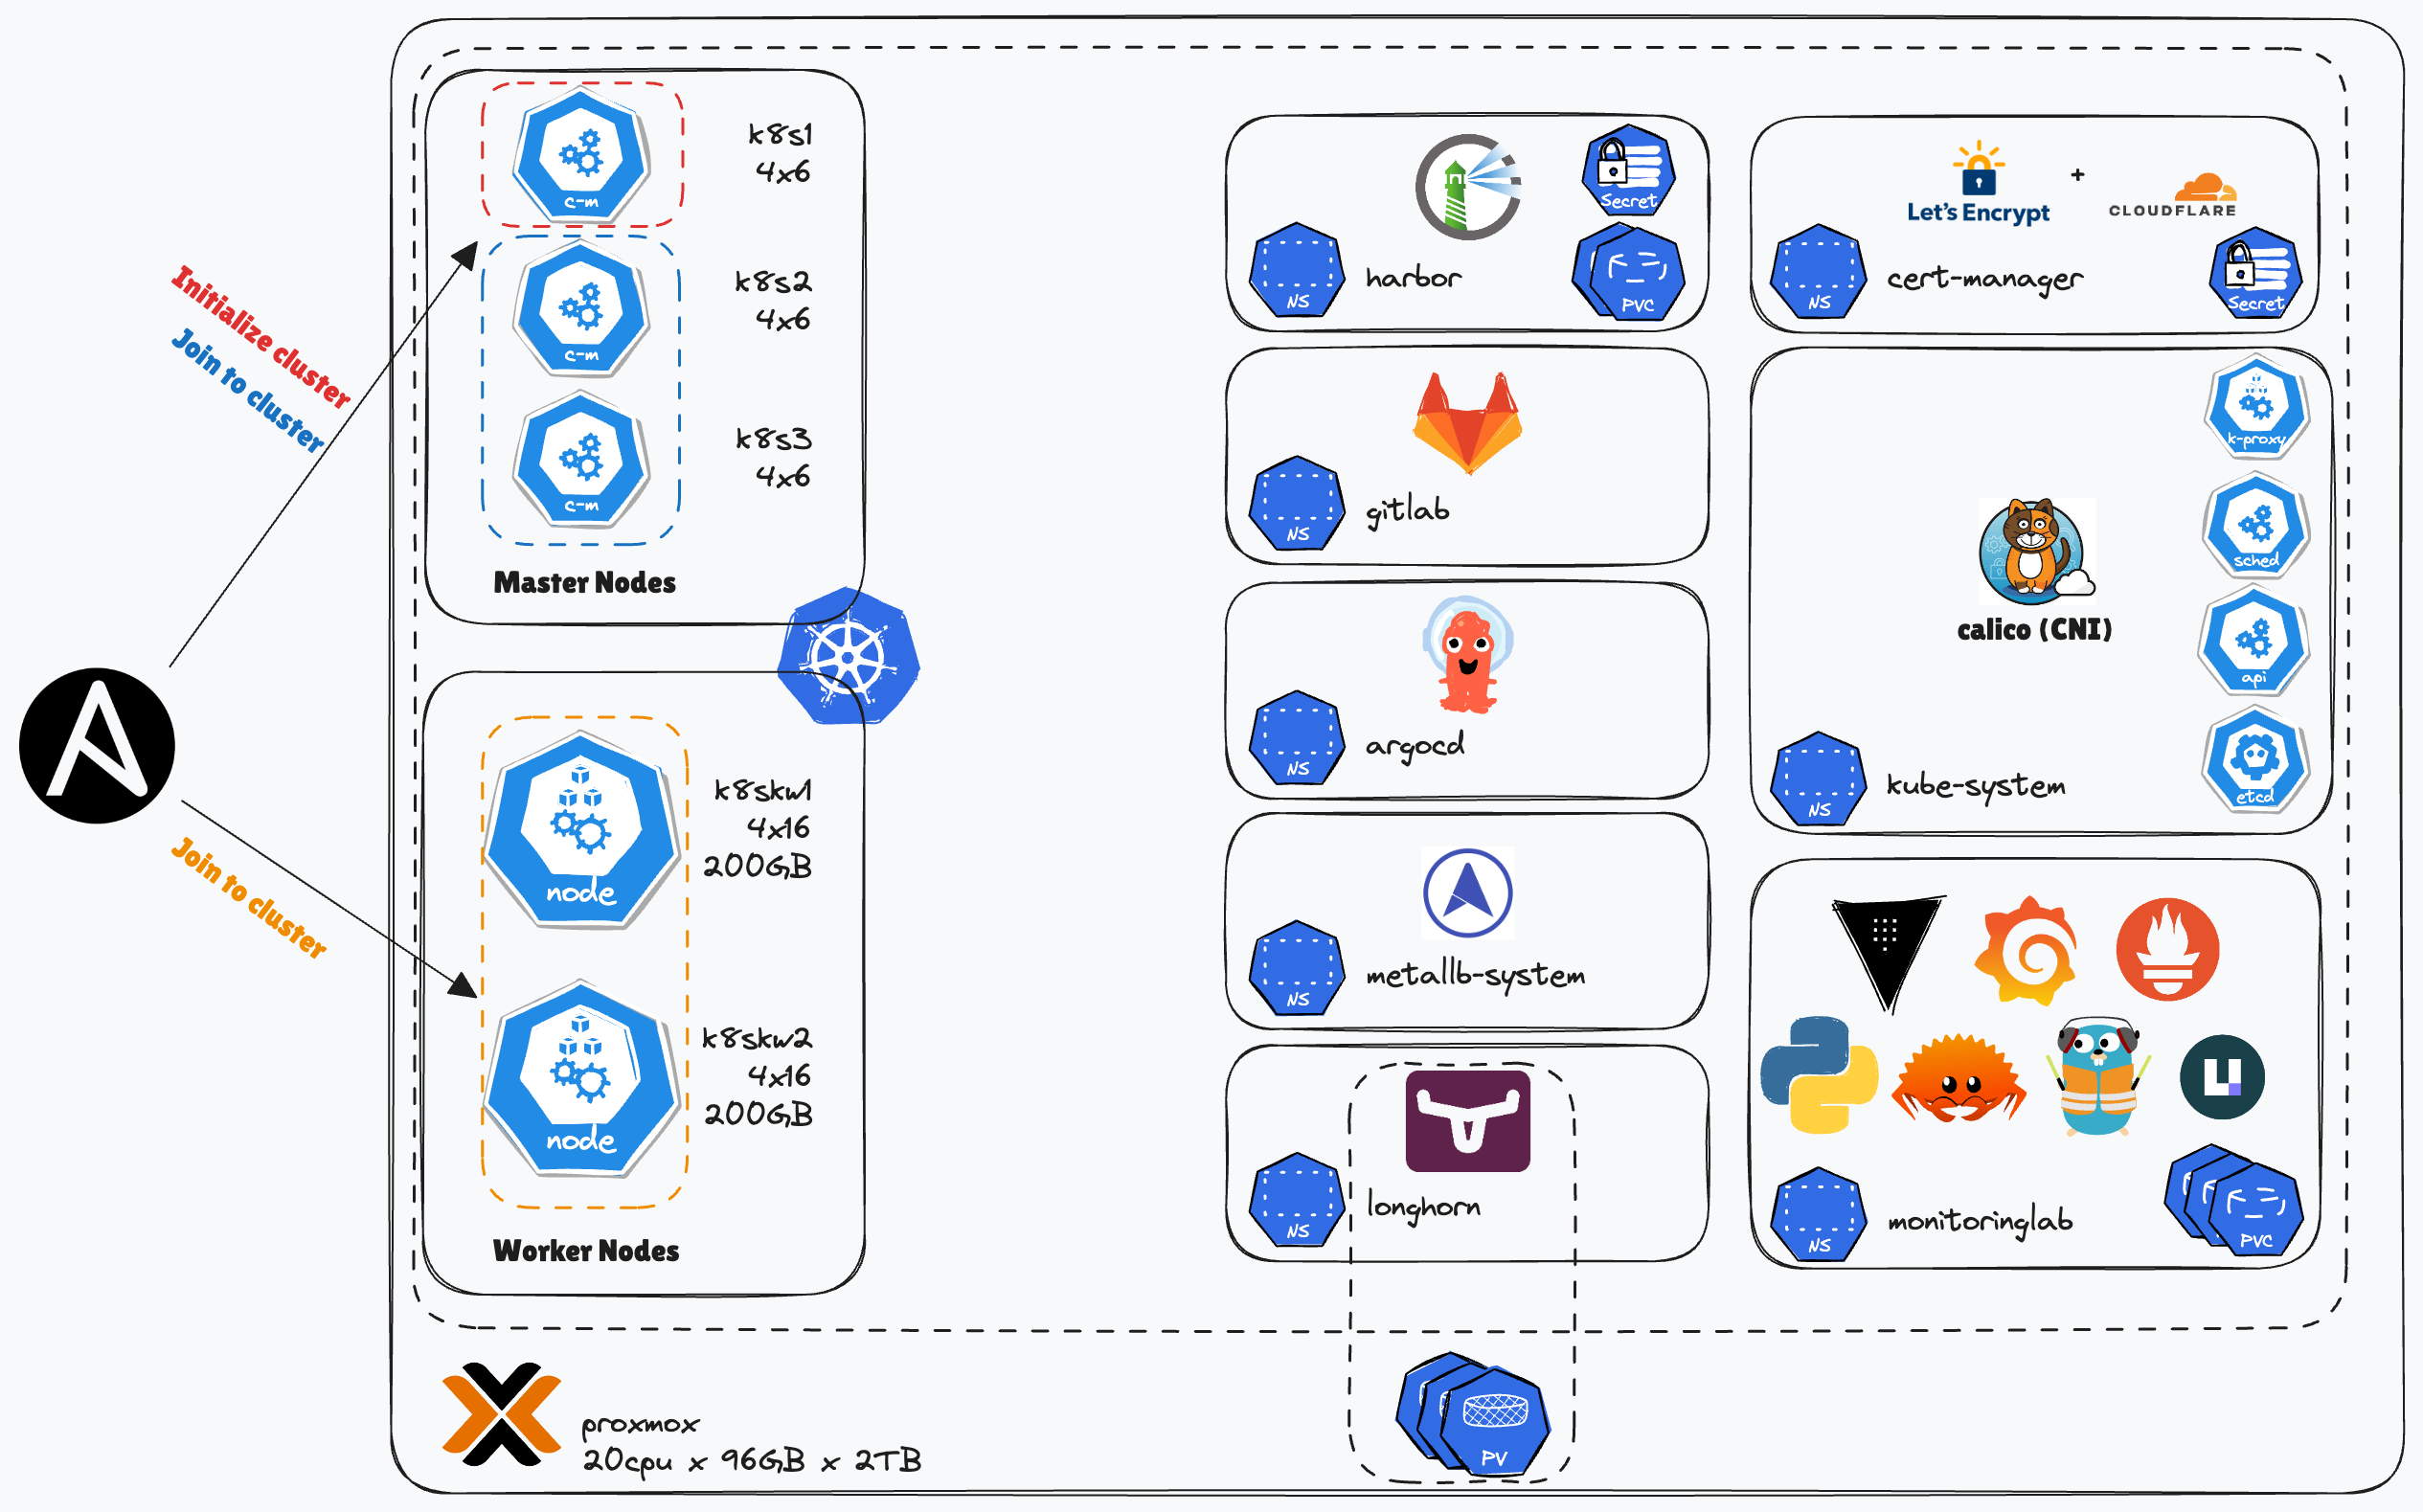 Initialize cluster
Join to cluster
Join to cluster
c-m
k8s1
4x6
c-m
k8s2
4x6
c-m
k8s3
4x6
Master Nodes
node
k8skw1
4x16
200GB
node
k8skw2
4x16
200GB
Worker Nodes
proxmox
20cpu x 96GB x 2TB
Secret
NS
harbor
PVC
NS
gitlab
NS
argocd
NS
metallb-system
NS
longhorn
PV
Let's Encrypt
+
CLOUDFLARE
NS
cert-manager
Secret
k-proxy
sched
calico (CNI)
api
NS
kube-system
etcd
NS
monitoringlab
PVC